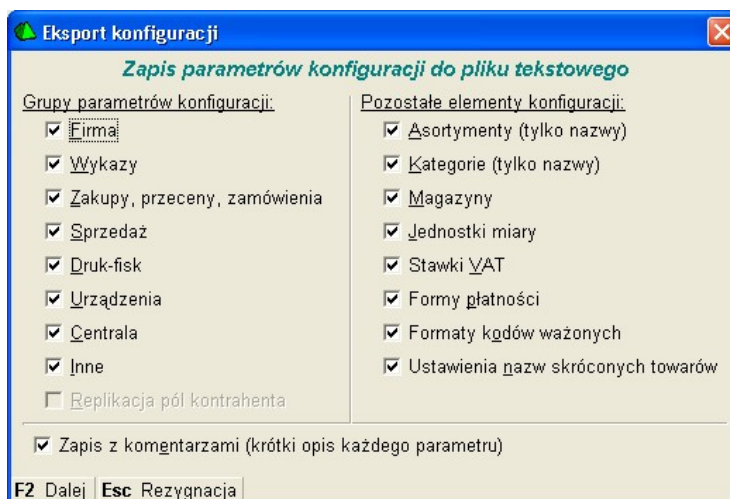 Eksport konfiguracji
Zapis parametrów konfiguracji do pliku tekstowego
Grupy parametrów konfiguracji:
Firma
Wykazy
Zakupy, przeceny, zamówienia
Sprzedaż
Druk-fisk
Urządzenia
Centrala
Inne
Replikacja pól kontrahenta
Pozostałe elementy konfiguracji:
Asortymenty (tylko nazwy)
Kategorie (tylko nazwy)
Magazyny
Jednostki miary
Stawki VAT
Formy płatności
Formaty kodów ważonych
Ustawienia nazw skróconych towarów
Zapis z komentarzami (krótki opis każdego parametru)
F2 Dalej Esc Rezygnacja